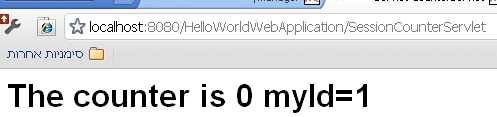 localhost:8080/HelloWorldWebApplication/SessionCounterServlet
סימניות אחרות
The counter is 0 myId=1